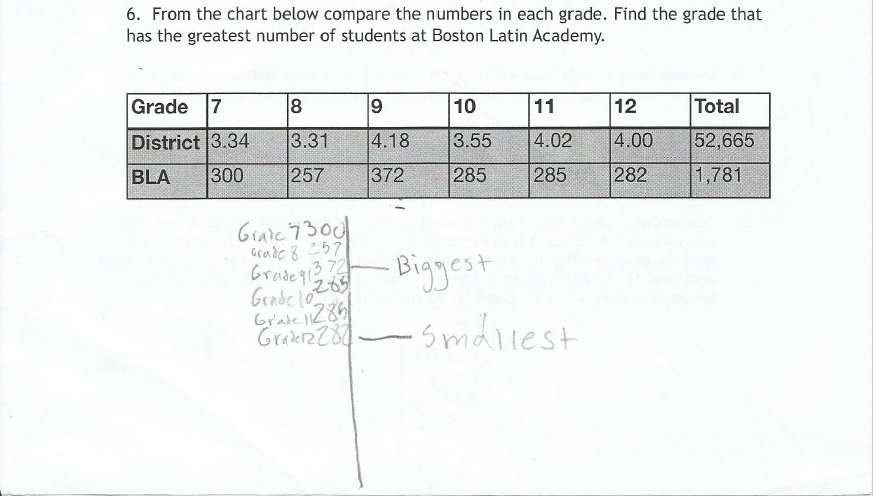 6. From the chart below compare the numbers in each grade. Find the grade that
has the greatest number of students at Boston Latin Academy.
Grade 7 8 9 10 11 12 Total
District 3.34 3.31 4.18 3.55 4.02 4.00 52,665
BLA 300 257 372 285 285 282 1,781
Grade 7 300
Grade 8 257
Grade 9 372 — Biggest
Grade 10 285
Grade 11 285
Grade 12 282 — Smallest